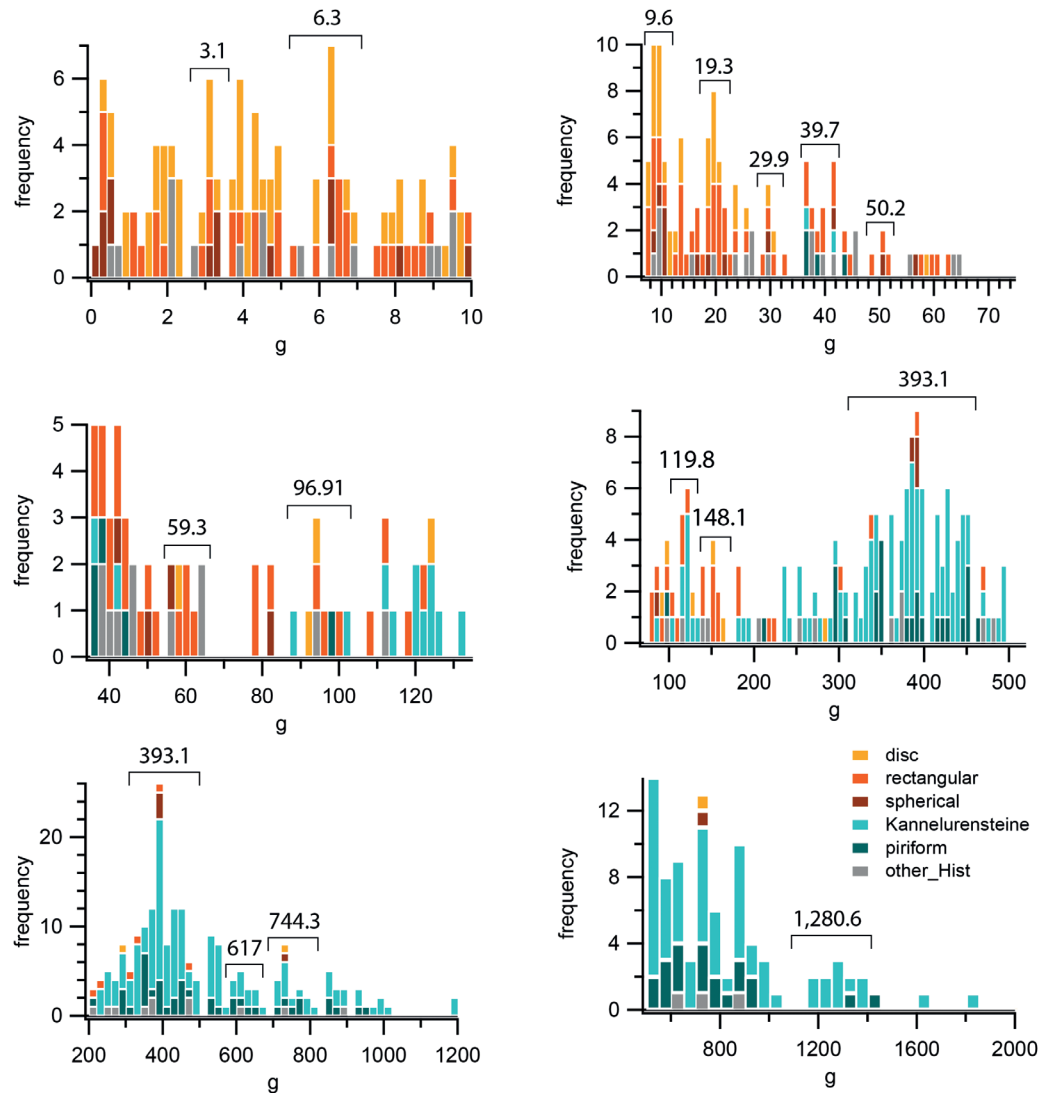 3.1
6.3
frequency
6
4
2
0
0 2 4 6 8 10
g
9.6
19.3
29.9
39.7
50.2
frequency
10
8
6
4
2
0
10 20 30 40 50 60 70
g
59.3
96.91
frequency
5
4
3
2
1
0
40 60 80 100 120
g
393.1
119.8
148.1
frequency
8
6
4
2
0
100 200 300 400 500
g
393.1
617
744.3
frequency
20
10
0
200 400 600 800 1000 1200
g
disc
rectangular
spherical
Kannelurensteine
piriform
other_Hist
1,280.6
frequency
12
8
4
0
800 1200 1600 2000
g